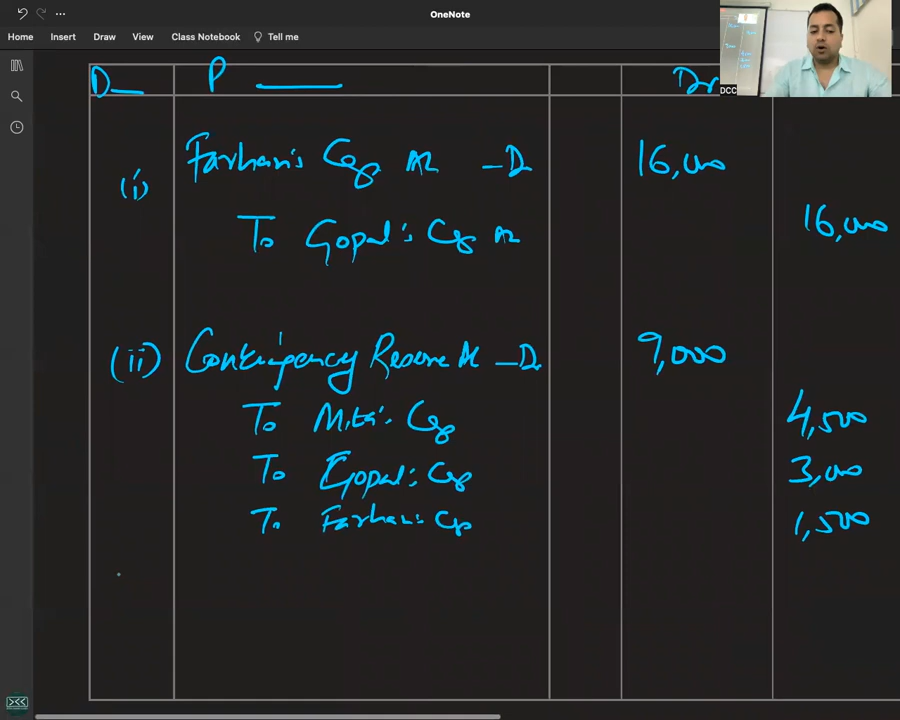 OneNote
Home Insert Draw View Class Notebook Tell me
DCC
D P Dr
(i) Farhan's Cap A/c —Dr 16,000
To Gopal's Cap A/c 16,000
(ii) Contingency Reserve A/c —Dr 9,000
To Mita's Cap 4,500
To Gopal's Cap 3,000
To Farhan's Cap 1,500